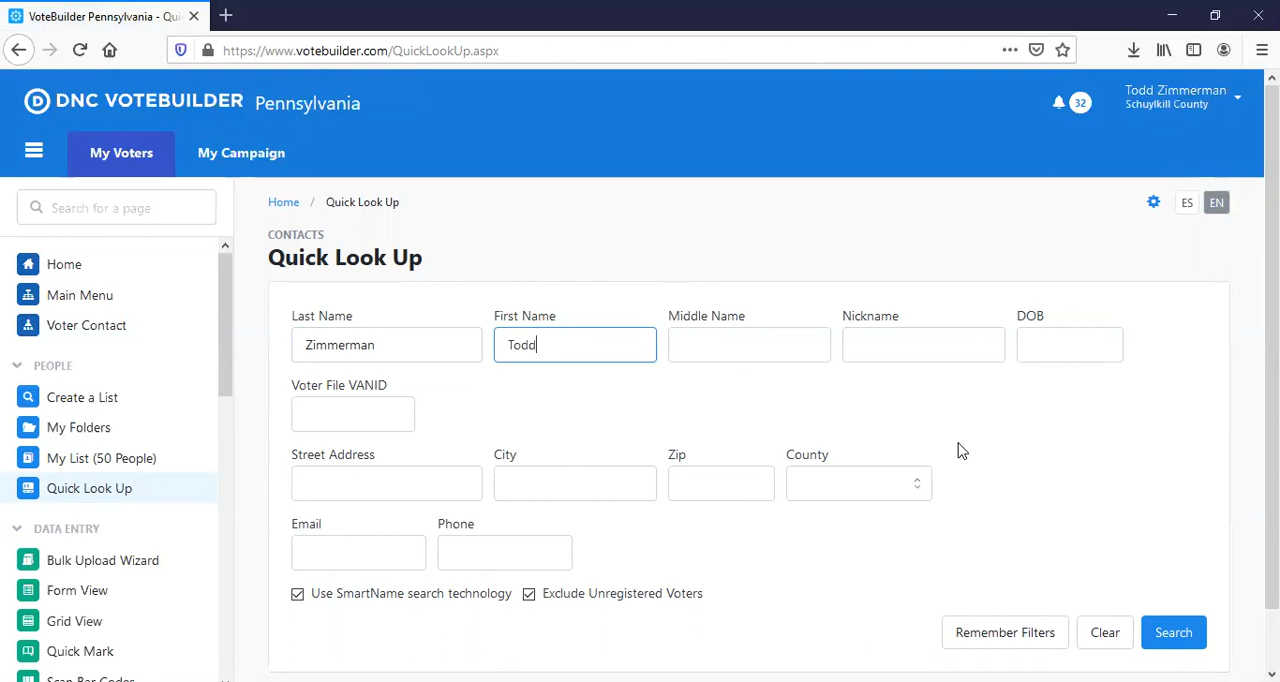 VoteBuilder Pennsylvania - Quic
https://www.votebuilder.com/QuickLookUp.aspx
DNC VOTEBUILDER Pennsylvania
32
Todd Zimmerman
Schuylkill County
My Voters
My Campaign
Search for a page
Home / Quick Look Up
ES
EN
CONTACTS
Quick Look Up
Home
Main Menu
Voter Contact
PEOPLE
Create a List
My Folders
My List (50 People)
Quick Look Up
DATA ENTRY
Bulk Upload Wizard
Form View
Grid View
Quick Mark
Scan Bar Codes
Last Name
First Name
Middle Name
Nickname
DOB
Zimmerman
Todd
Voter File VANID
Street Address
City
Zip
County
Email
Phone
Use SmartName search technology
Exclude Unregistered Voters
Remember Filters
Clear
Search